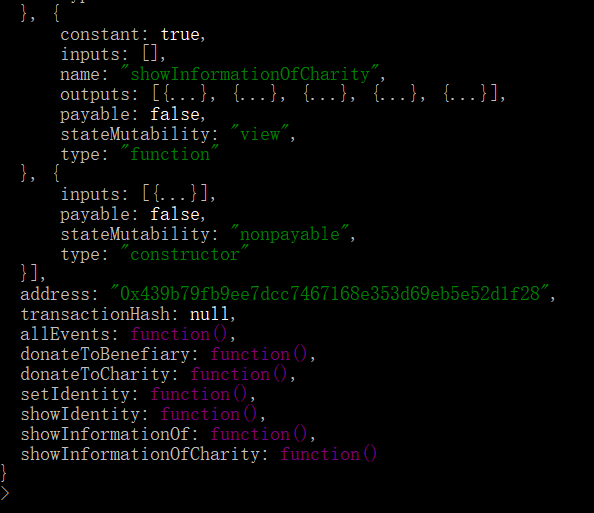 }, {
constant: true,
inputs: [],
name: "showInformationOfCharity",
outputs: [{...}, {...}, {...}, {...}, {...}],
payable: false,
stateMutability: "view",
type: "function"
}, {
inputs: [{...}],
payable: false,
stateMutability: "nonpayable",
type: "constructor"
}],
address: "0x439b79fb9ee7dcc7467168e353d69eb5e52d1f28",
transactionHash: null,
allEvents: function(),
donateToBenefiary: function(),
donateToCharity: function(),
setIdentity: function(),
showIdentity: function(),
showInformationOf: function(),
showInformationOfCharity: function()
}
>